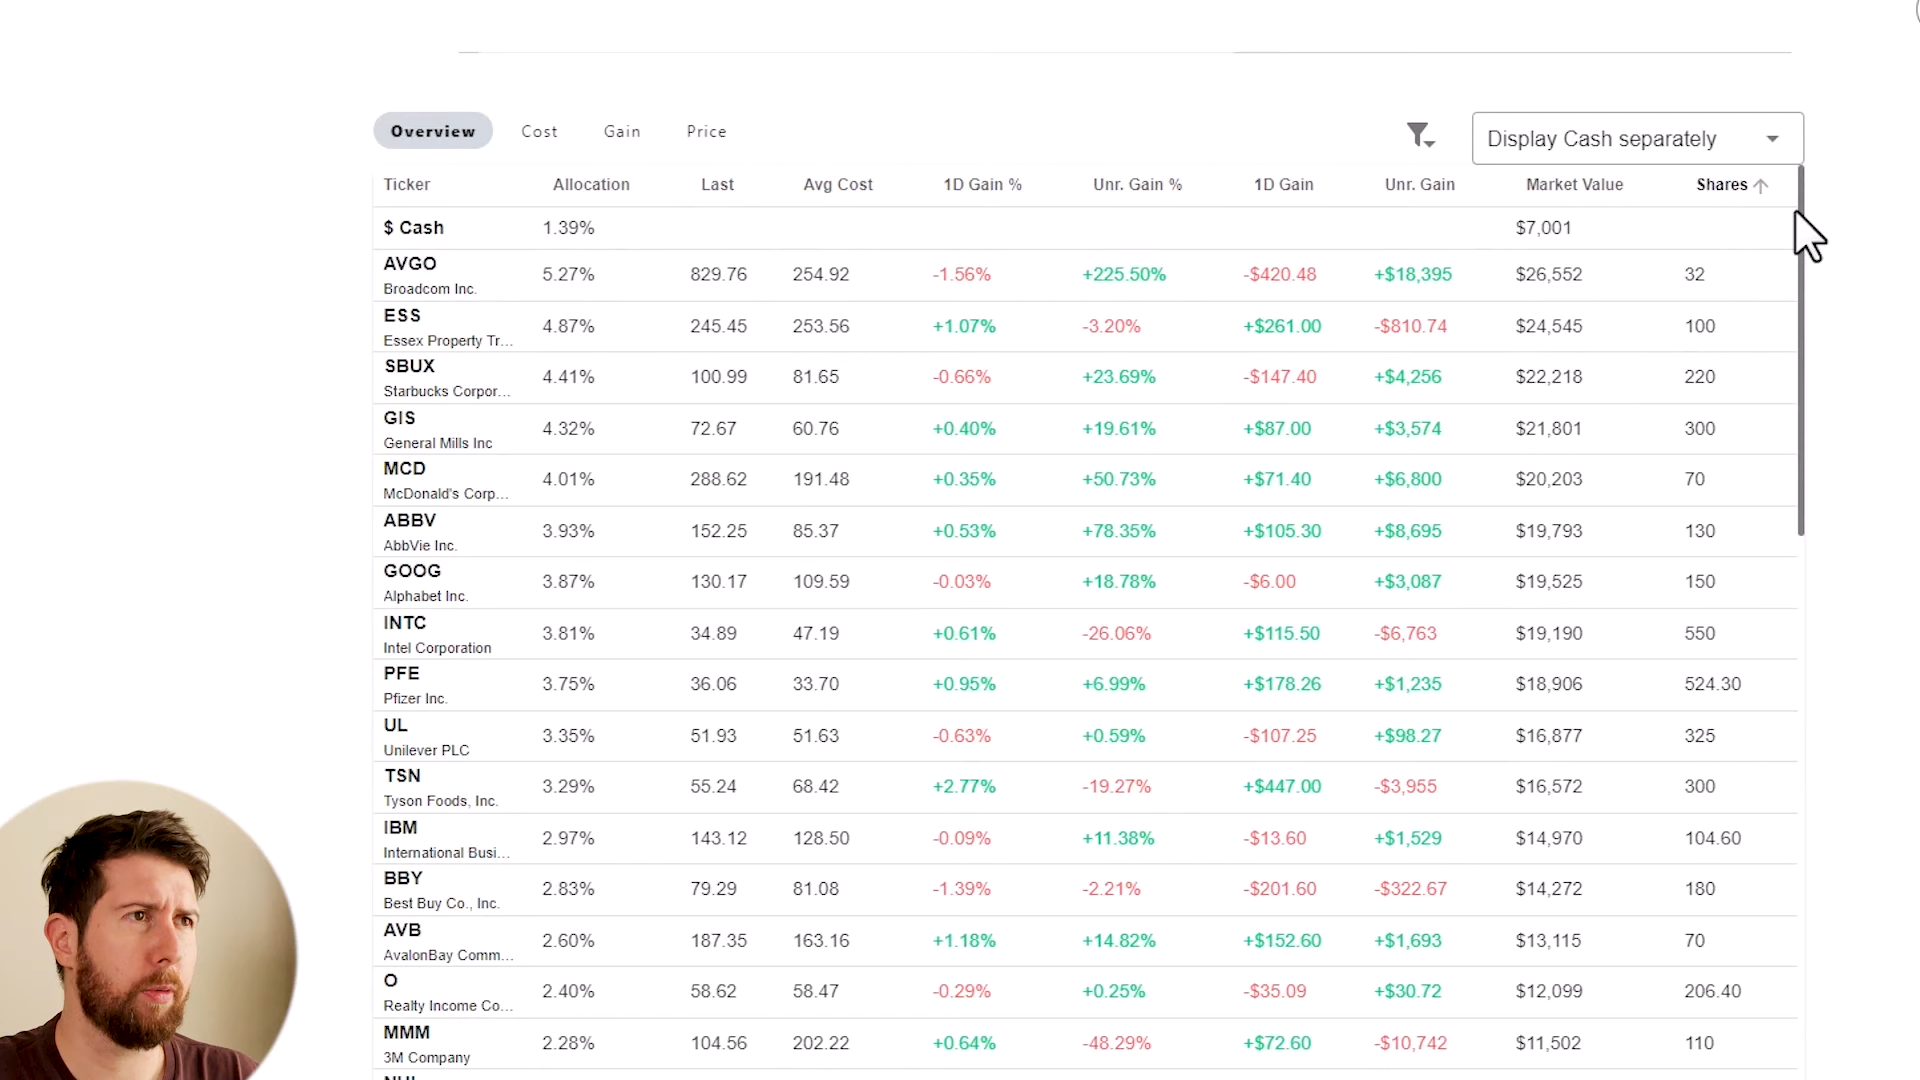 Overview Cost Gain Price Display Cash separately
Ticker Allocation Last Avg Cost 1D Gain % Unr. Gain % 1D Gain Unr. Gain Market Value Shares
$ Cash 1.39% $7,001
AVGO
Broadcom Inc. 5.27% 829.76 254.92 -1.56% +225.50% -$420.48 +$18,395 $26,552 32
ESS
Essex Property Tr... 4.87% 245.45 253.56 +1.07% -3.20% +$261.00 -$810.74 $24,545 100
SBUX
Starbucks Corpor... 4.41% 100.99 81.65 -0.66% +23.69% -$147.40 +$4,256 $22,218 220
GIS
General Mills Inc 4.32% 72.67 60.76 +0.40% +19.61% +$87.00 +$3,574 $21,801 300
MCD
McDonald's Corp... 4.01% 288.62 191.48 +0.35% +50.73% +$71.40 +$6,800 $20,203 70
ABBV
AbbVie Inc. 3.93% 152.25 85.37 +0.53% +78.35% +$105.30 +$8,695 $19,793 130
GOOG
Alphabet Inc. 3.87% 130.17 109.59 -0.03% +18.78% -$6.00 +$3,087 $19,525 150
INTC
Intel Corporation 3.81% 34.89 47.19 +0.61% -26.06% +$115.50 -$6,763 $19,190 550
PFE
Pfizer Inc. 3.75% 36.06 33.70 +0.95% +6.99% +$178.26 +$1,235 $18,906 524.30
UL
Unilever PLC 3.35% 51.93 51.63 -0.63% +0.59% -$107.25 +$98.27 $16,877 325
TSN
Tyson Foods, Inc. 3.29% 55.24 68.42 +2.77% -19.27% +$447.00 -$3,955 $16,572 300
IBM
International Busi... 2.97% 143.12 128.50 -0.09% +11.38% -$13.60 +$1,529 $14,970 104.60
BBY
Best Buy Co., Inc. 2.83% 79.29 81.08 -1.39% -2.21% -$201.60 -$322.67 $14,272 180
AVB
AvalonBay Comm... 2.60% 187.35 163.16 +1.18% +14.82% +$152.60 +$1,693 $13,115 70
O
Realty Income Co... 2.40% 58.62 58.47 -0.29% +0.25% -$35.09 +$30.72 $12,099 206.40
MMM
3M Company 2.28% 104.56 202.22 +0.64% -48.29% +$72.60 -$10,742 $11,502 110